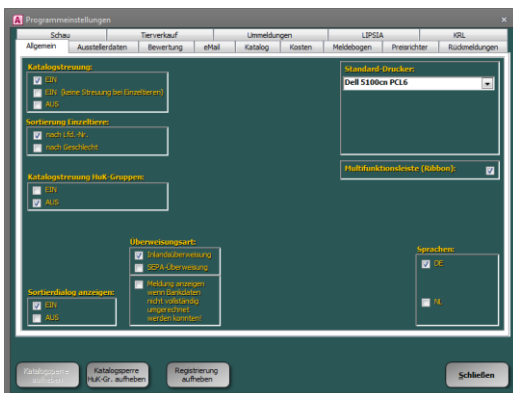 Programmeinstellungen
Schau
Tierverkauf
Ummeldungen
LIPSIA
KRL
Allgemein
Ausstellerdaten
Bewertung
eMail
Katalog
Kosten
Meldebogen
Preisrichter
Rückmeldungen
Katalogstreuung:
EIN
EIN (keine Streuung bei Einzeltieren)
AUS
Standard-Drucker:
Dell 5100cn PCL6
Sortierung Einzeltiere:
nach Lfd.-Nr.
nach Geschlecht
Multifunktionsleiste (Ribbon):
Katalogstreuung HuK-Gruppen:
EIN
AUS
Überweisungsart:
Inlandsüberweisung
SEPA-Überweisung
Meldung anzeigen
wenn Bankdaten
nicht vollständig
umgerechnet
werden konnten!
Sprachen:
DE
NL
Sortierdialog anzeigen:
EIN
AUS
Katalogsperre
aufheben
Katalogsperre
HuK-Gr. aufheben
Registrierung
aufheben
Schließen